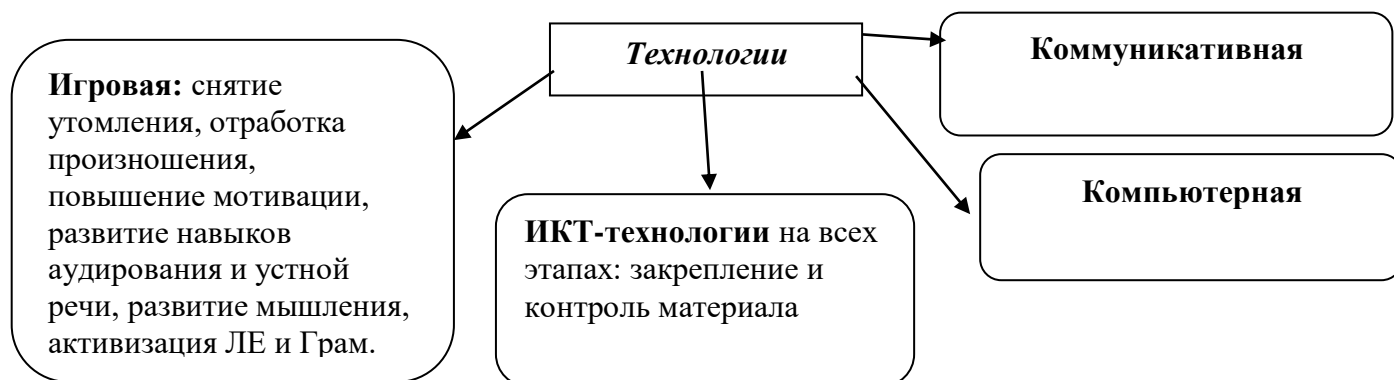 Технологии
Игровая: снятие
утомления, отработка
произношения,
повышение мотивации,
развитие навыков
аудирования и устной
речи, развитие мышления,
активизация ЛЕ и Грам.
ИКТ-технологии на всех
этапах: закрепление и
контроль материала
Коммуникативная
Компьютерная